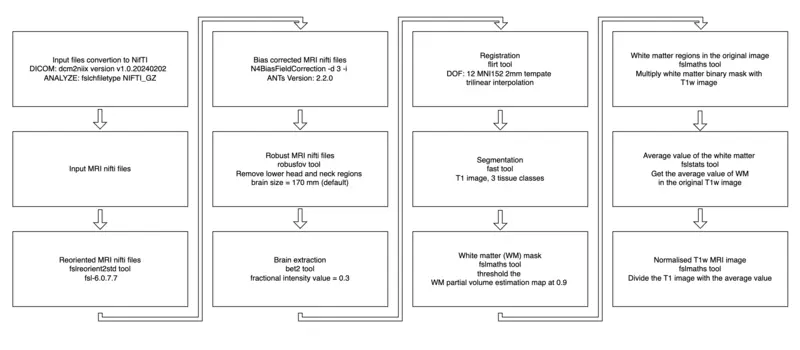 Input files convertion to NifTI
DICOM: dcm2niix version v1.0.20240202
ANALYZE: fslchfiletype NIFTI_GZ
Input MRI nifti files
Reoriented MRI nifti files
fslreorient2std tool
fsl-6.0.7.7
Bias corrected MRI nifti files
N4BiasFieldCorrection -d 3 -i
ANTs Version: 2.2.0
Robust MRI nifti files
robusfov tool
Remove lower head and neck regions
brain size = 170 mm (default)
Brain extraction
bet2 tool
fractional intensity value = 0.3
Registration
flirt tool
DOF: 12 MNI152 2mm tempate
trilinear interpolation
Segmentation
fast tool
T1 image, 3 tissue classes
White matter (WM) mask
fslmaths tool
threshold the
WM partial volume estimation map at 0.9
White matter regions in the original image
fslmaths tool
Multiply white matter binary mask with
T1w image
Average value of the white matter
fslstats tool
Get the average value of WM
in the original T1w image
Normalised T1w MRI image
fslmaths tool
Divide the T1 image with the average value